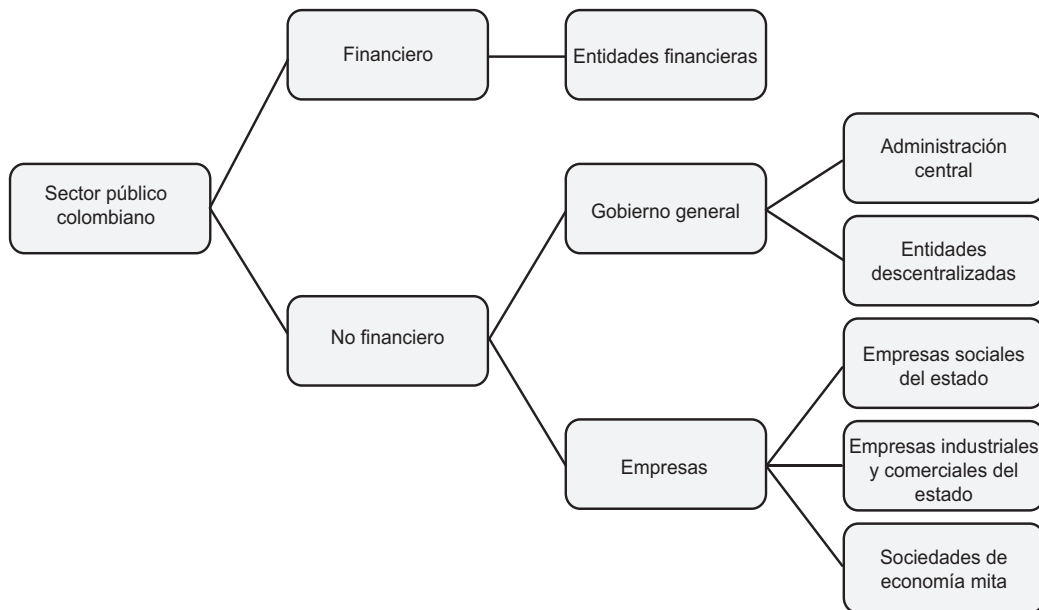 Financiero
Entidades financieras
Sector público
colombiano
No financiero
Gobierno general
Empresas
Administración
central
Entidades
descentralizadas
Empresas sociales
del estado
Empresas industriales
y comerciales del
estado
Sociedades de
economía mita